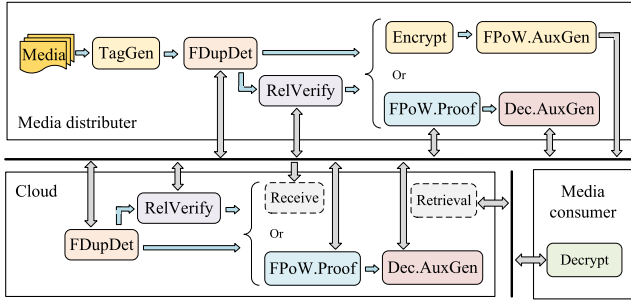 Media
TagGen
FDupDet
Encrypt
FPoW.AuxGen
RelVerify
Or
FPoW.Proof
Dec.AuxGen
Media distributer
Cloud
RelVerify
Receive
Retrieval
Media
consumer
Or
FDupDet
FPoW.Proof
Dec.AuxGen
Decrypt